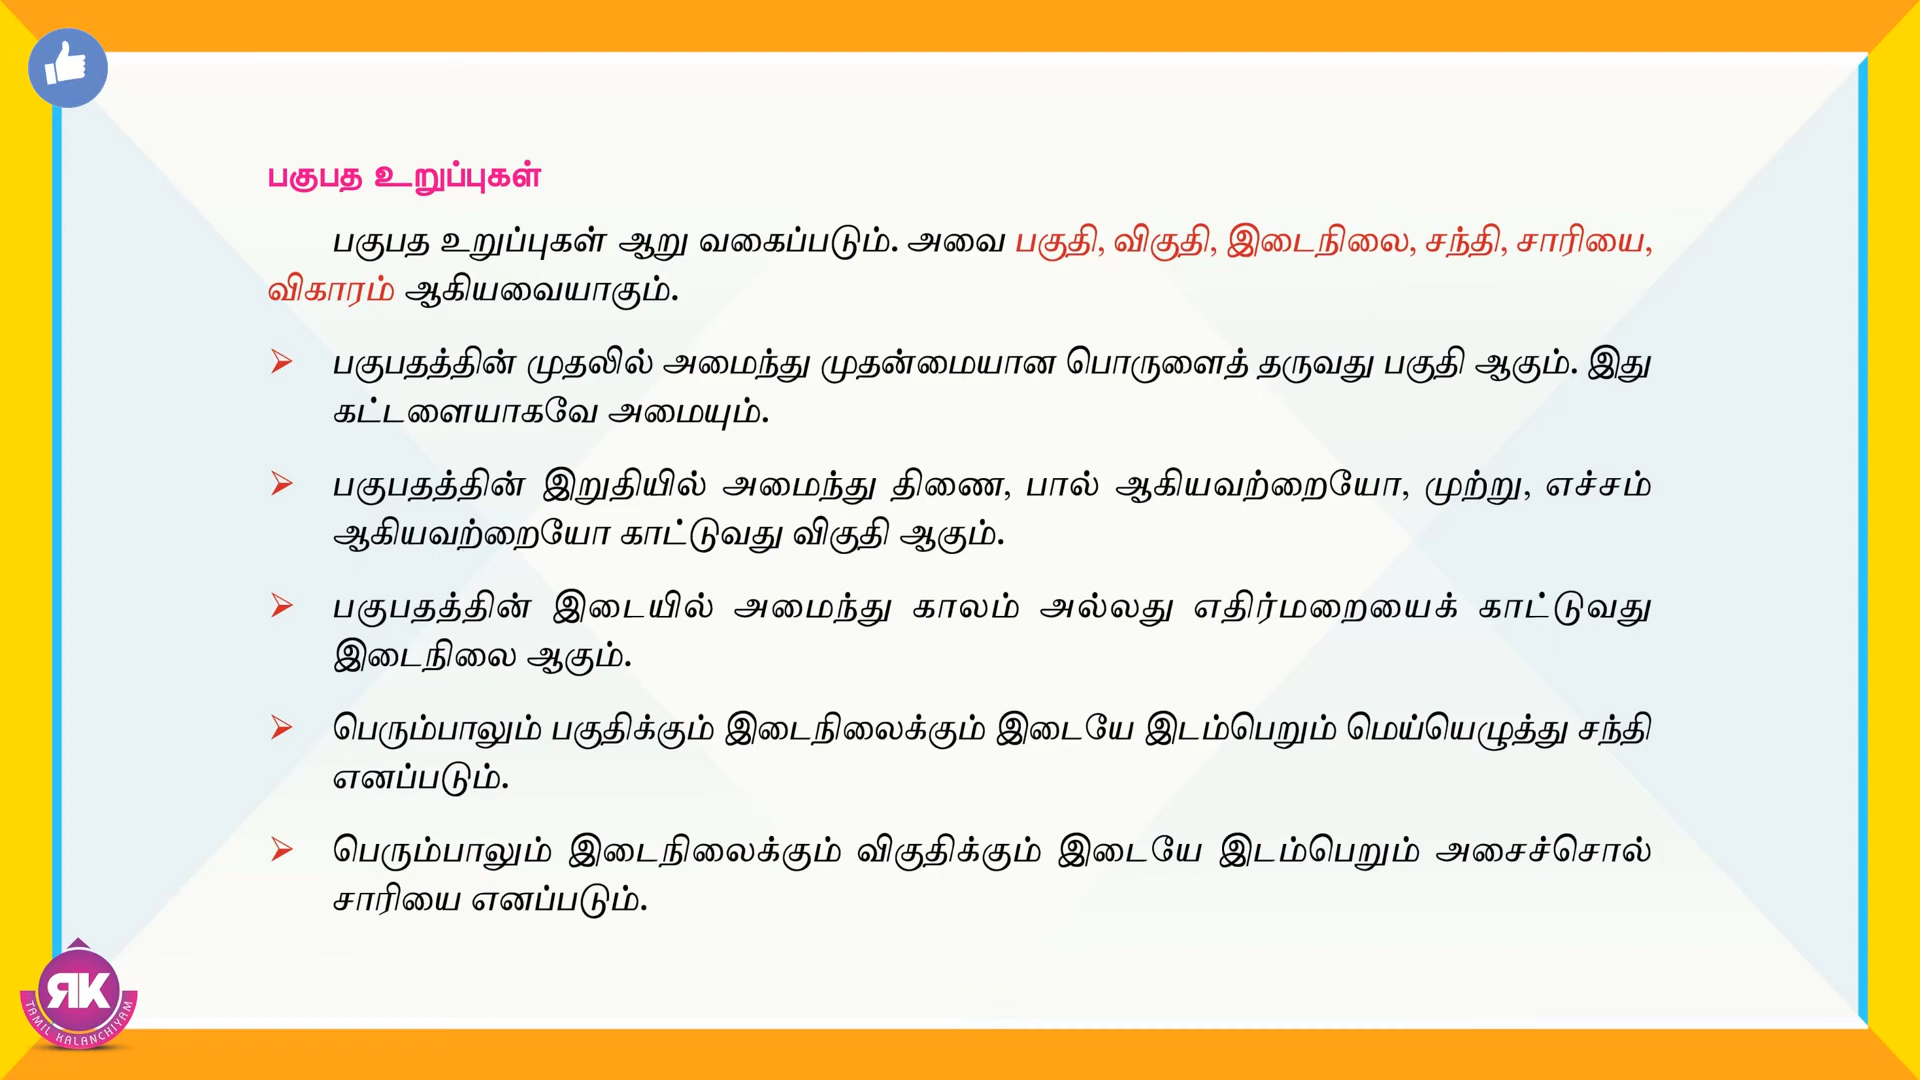 பகுபத உறுப்புகள்
பகுபத உறுப்புகள் ஆறு வகைப்படும். அவை பகுதி, விகுதி, இடைநிலை, சந்தி, சாரியை,
விகாரம் ஆகியவையாகும்.
➢ பகுபதத்தின் முதலில் அமைந்து முதன்மையான பொருளைத் தருவது பகுதி ஆகும். இது
கட்டளையாகவே அமையும்.
➢ பகுபதத்தின் இறுதியில் அமைந்து திணை, பால் ஆகியவற்றையோ, முற்று, எச்சம்
ஆகியவற்றையோ காட்டுவது விகுதி ஆகும்.
➢ பகுபதத்தின் இடையில் அமைந்து காலம் அல்லது எதிர்மறையைக் காட்டுவது
இடைநிலை ஆகும்.
➢ பெரும்பாலும் பகுதிக்கும் இடைநிலைக்கும் இடையே இடம்பெறும் மெய்யெழுத்து சந்தி
எனப்படும்.
➢ பெரும்பாலும் இடைநிலைக்கும் விகுதிக்கும் இடையே இடம்பெறும் அசைச்சொல்
சாரியை எனப்படும்.
RK
TAMIL KALANCHIYAM